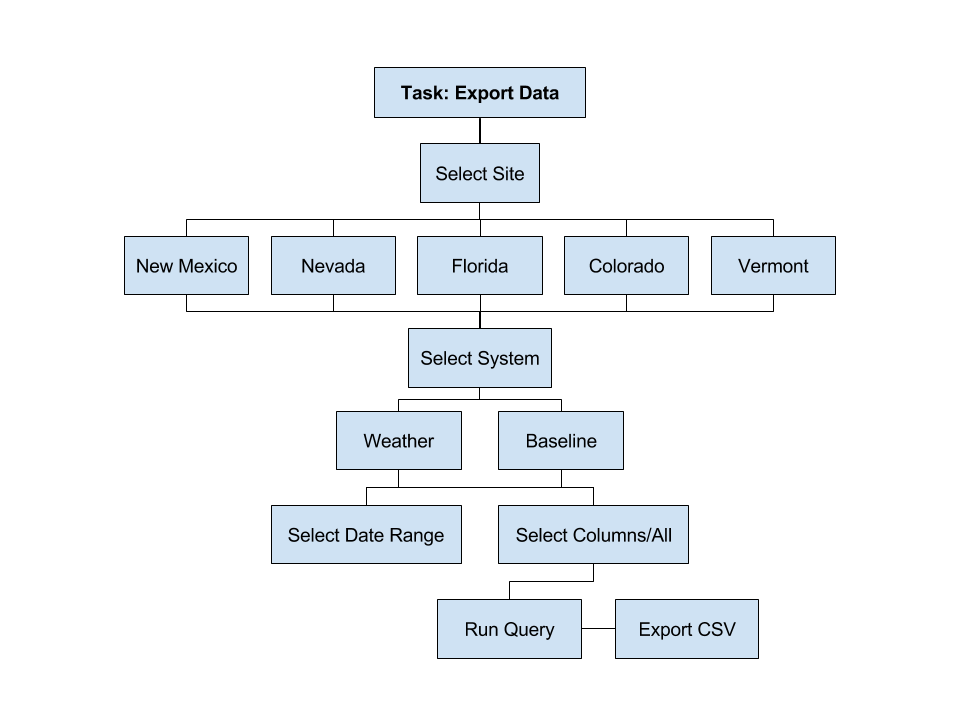 Task: Export Data
Select Site
New Mexico
Nevada
Florida
Colorado
Vermont
Select System
Weather
Baseline
Select Date Range
Select Columns/All
Run Query
Export CSV